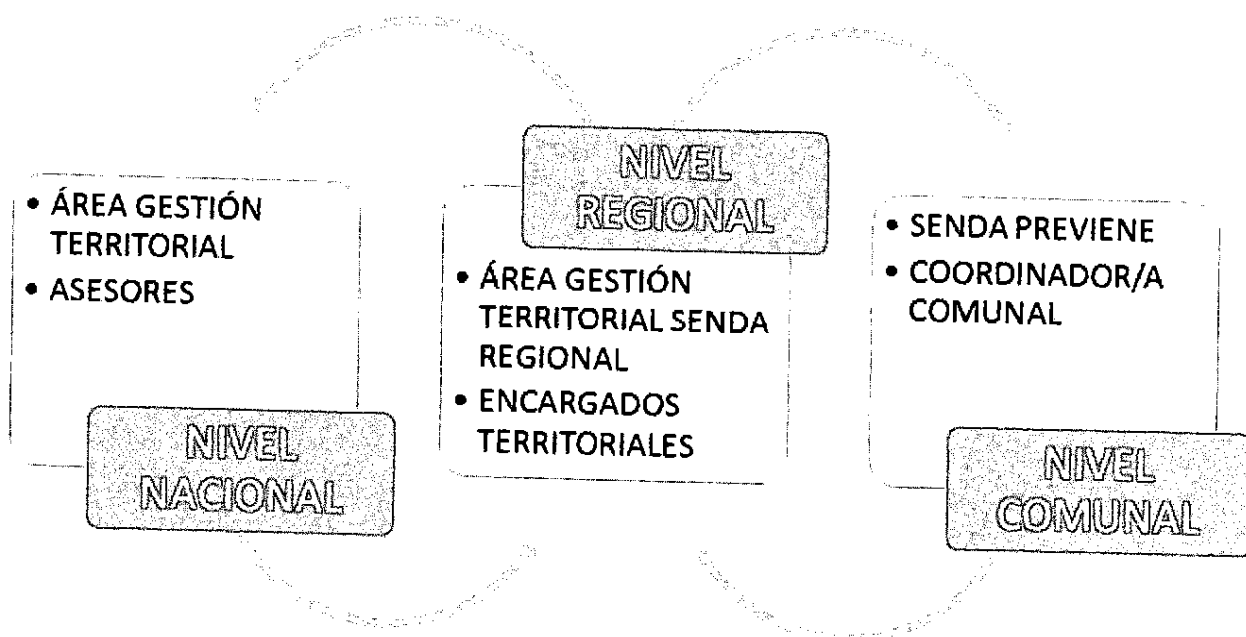 • ÁREA GESTIÓN
TERRITORIAL
• ASESORES
NIVEL
NACIONAL
NIVEL
REGIONAL
• ÁREA GESTIÓN
TERRITORIAL SENDA
REGIONAL
• ENCARGADOS
TERRITORIALES
• SENDA PREVIENE
• COORDINADOR/A
COMUNAL
NIVEL
COMUNAL